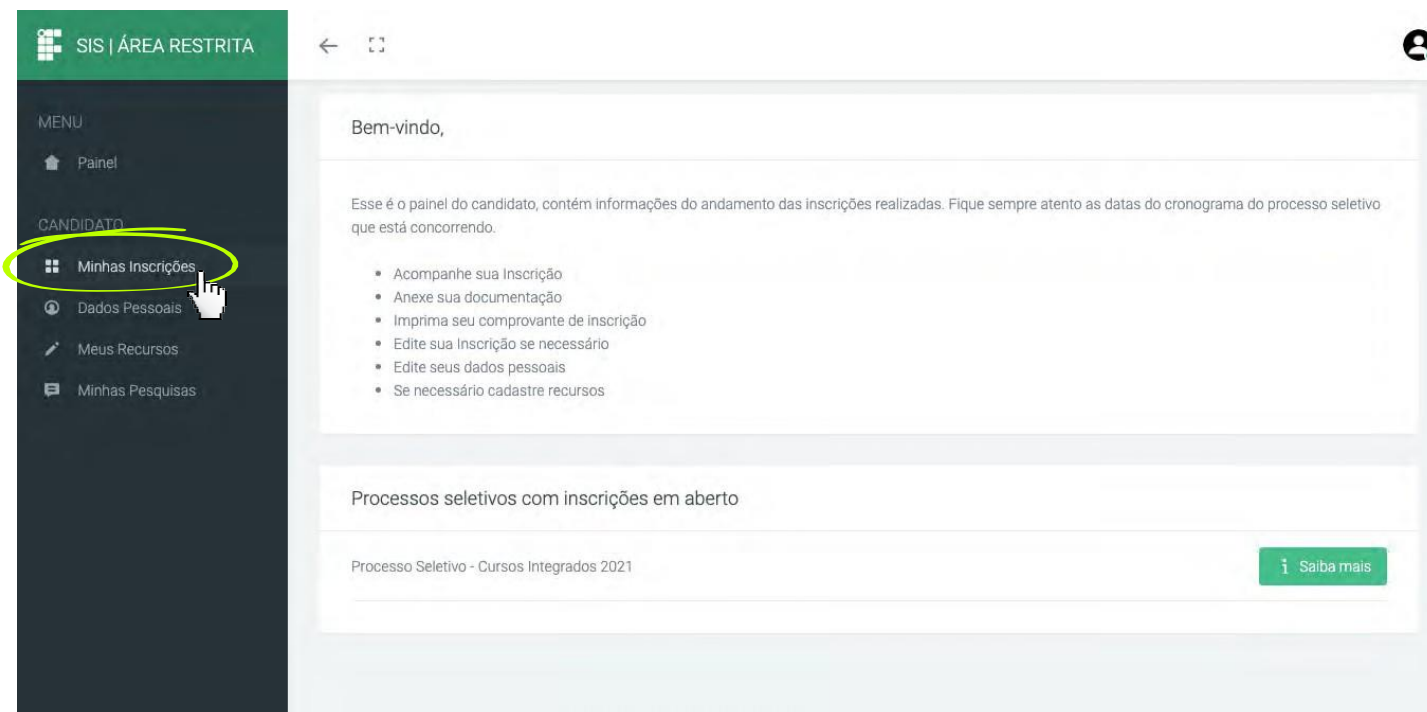 SIS | ÁREA RESTRITA
MENU
Painel
CANDIDATO
Minhas Inscrições
Dados Pessoais
Meus Recursos
Minhas Pesquisas
Bem-vindo,
Esse é o painel do candidato, contém informações do andamento das inscrições realizadas. Fique sempre atento as datas do cronograma do processo seletivo
que está concorrendo.
Acompanhe sua Inscrição
Anexe sua documentação
Imprima seu comprovante de inscrição
Edite sua Inscrição se necessário
Edite seus dados pessoais
Se necessário cadastre recursos
Processos seletivos com inscrições em aberto
Processo Seletivo - Cursos Integrados 2021
Saiba mais